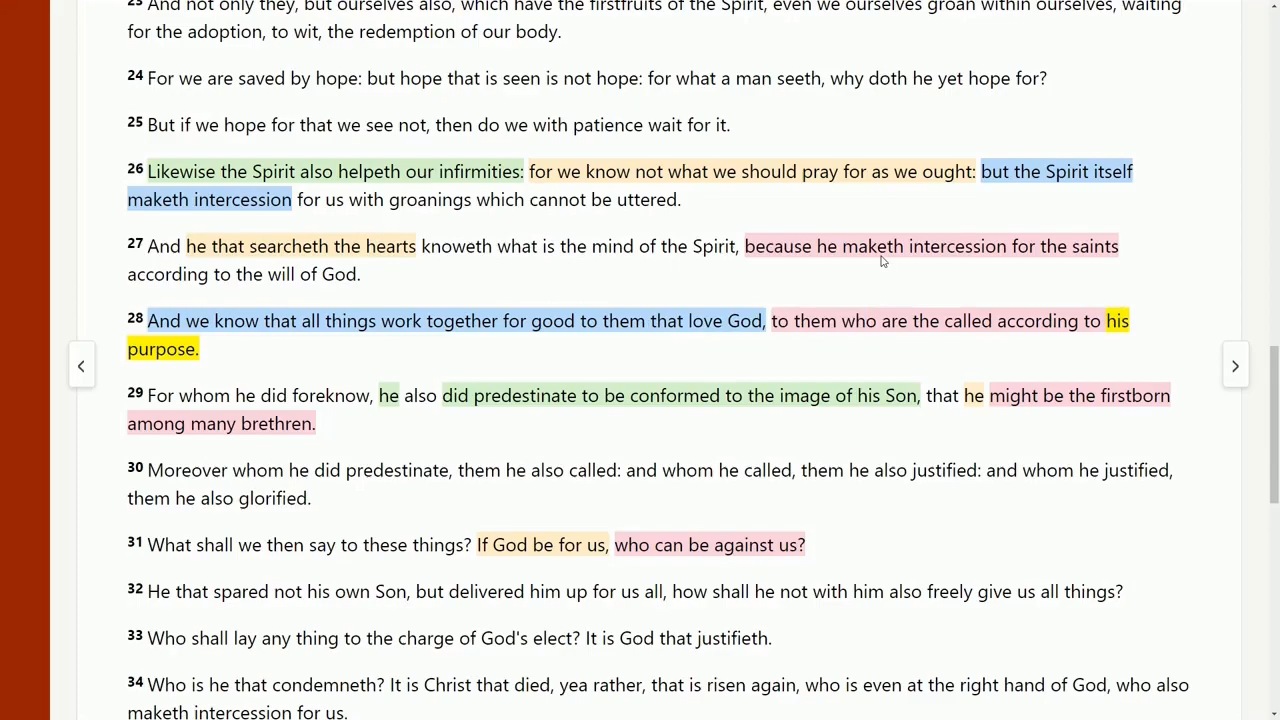 23 And not only they, but ourselves also, which have the firstfruits of the Spirit, even we ourselves groan within ourselves, waiting
for the adoption, to wit, the redemption of our body.
24 For we are saved by hope: but hope that is seen is not hope: for what a man seeth, why doth he yet hope for?
25 But if we hope for that we see not, then do we with patience wait for it.
26 Likewise the Spirit also helpeth our infirmities: for we know not what we should pray for as we ought: but the Spirit itself
maketh intercession for us with groanings which cannot be uttered.
27 And he that searcheth the hearts knoweth what is the mind of the Spirit, because he maketh intercession for the saints
according to the will of God.
28 And we know that all things work together for good to them that love God, to them who are the called according to his
purpose.
29 For whom he did foreknow, he also did predestinate to be conformed to the image of his Son, that he might be the firstborn
among many brethren.
30 Moreover whom he did predestinate, them he also called: and whom he called, them he also justified: and whom he justified,
them he also glorified.
31 What shall we then say to these things? If God be for us, who can be against us?
32 He that spared not his own Son, but delivered him up for us all, how shall he not with him also freely give us all things?
33 Who shall lay any thing to the charge of God's elect? It is God that justifieth.
34 Who is he that condemneth? It is Christ that died, yea rather, that is risen again, who is even at the right hand of God, who also
maketh intercession for us.